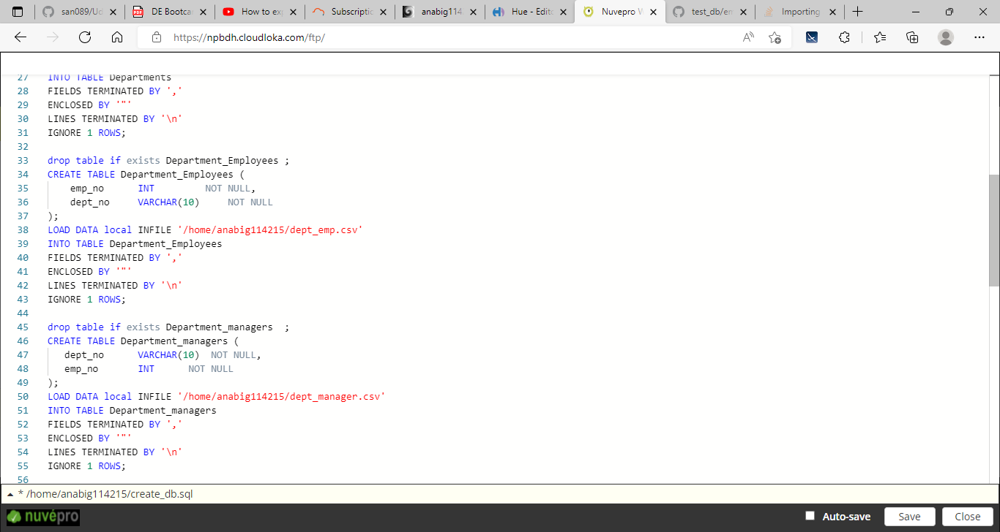 san089/Ud
DE Bootca
How to ex
Subscriptic
anabig114
Hue - Edit
Nuvepro W
test_db/em
Importing
https://npbdh.cloudloka.com/ftp/
27 INTO TABLE Departments
28 FIELDS TERMINATED BY ','
29 ENCLOSED BY '"'
30 LINES TERMINATED BY '\n'
31 IGNORE 1 ROWS;
32
33 drop table if exists Department_Employees ;
34 CREATE TABLE Department_Employees (
35 emp_no INT NOT NULL,
36 dept_no VARCHAR(10) NOT NULL
37 );
38 LOAD DATA local INFILE '/home/anabig114215/dept_emp.csv'
39 INTO TABLE Department_Employees
40 FIELDS TERMINATED BY ','
41 ENCLOSED BY '"'
42 LINES TERMINATED BY '\n'
43 IGNORE 1 ROWS;
44
45 drop table if exists Department_managers ;
46 CREATE TABLE Department_managers (
47 dept_no VARCHAR(10) NOT NULL,
48 emp_no INT NOT NULL
49 );
50 LOAD DATA local INFILE '/home/anabig114215/dept_manager.csv'
51 INTO TABLE Department_managers
52 FIELDS TERMINATED BY ','
53 ENCLOSED BY '"'
54 LINES TERMINATED BY '\n'
55 IGNORE 1 ROWS;
56
* /home/anabig114215/create_db.sql
nuvépro
Auto-save
Save
Close